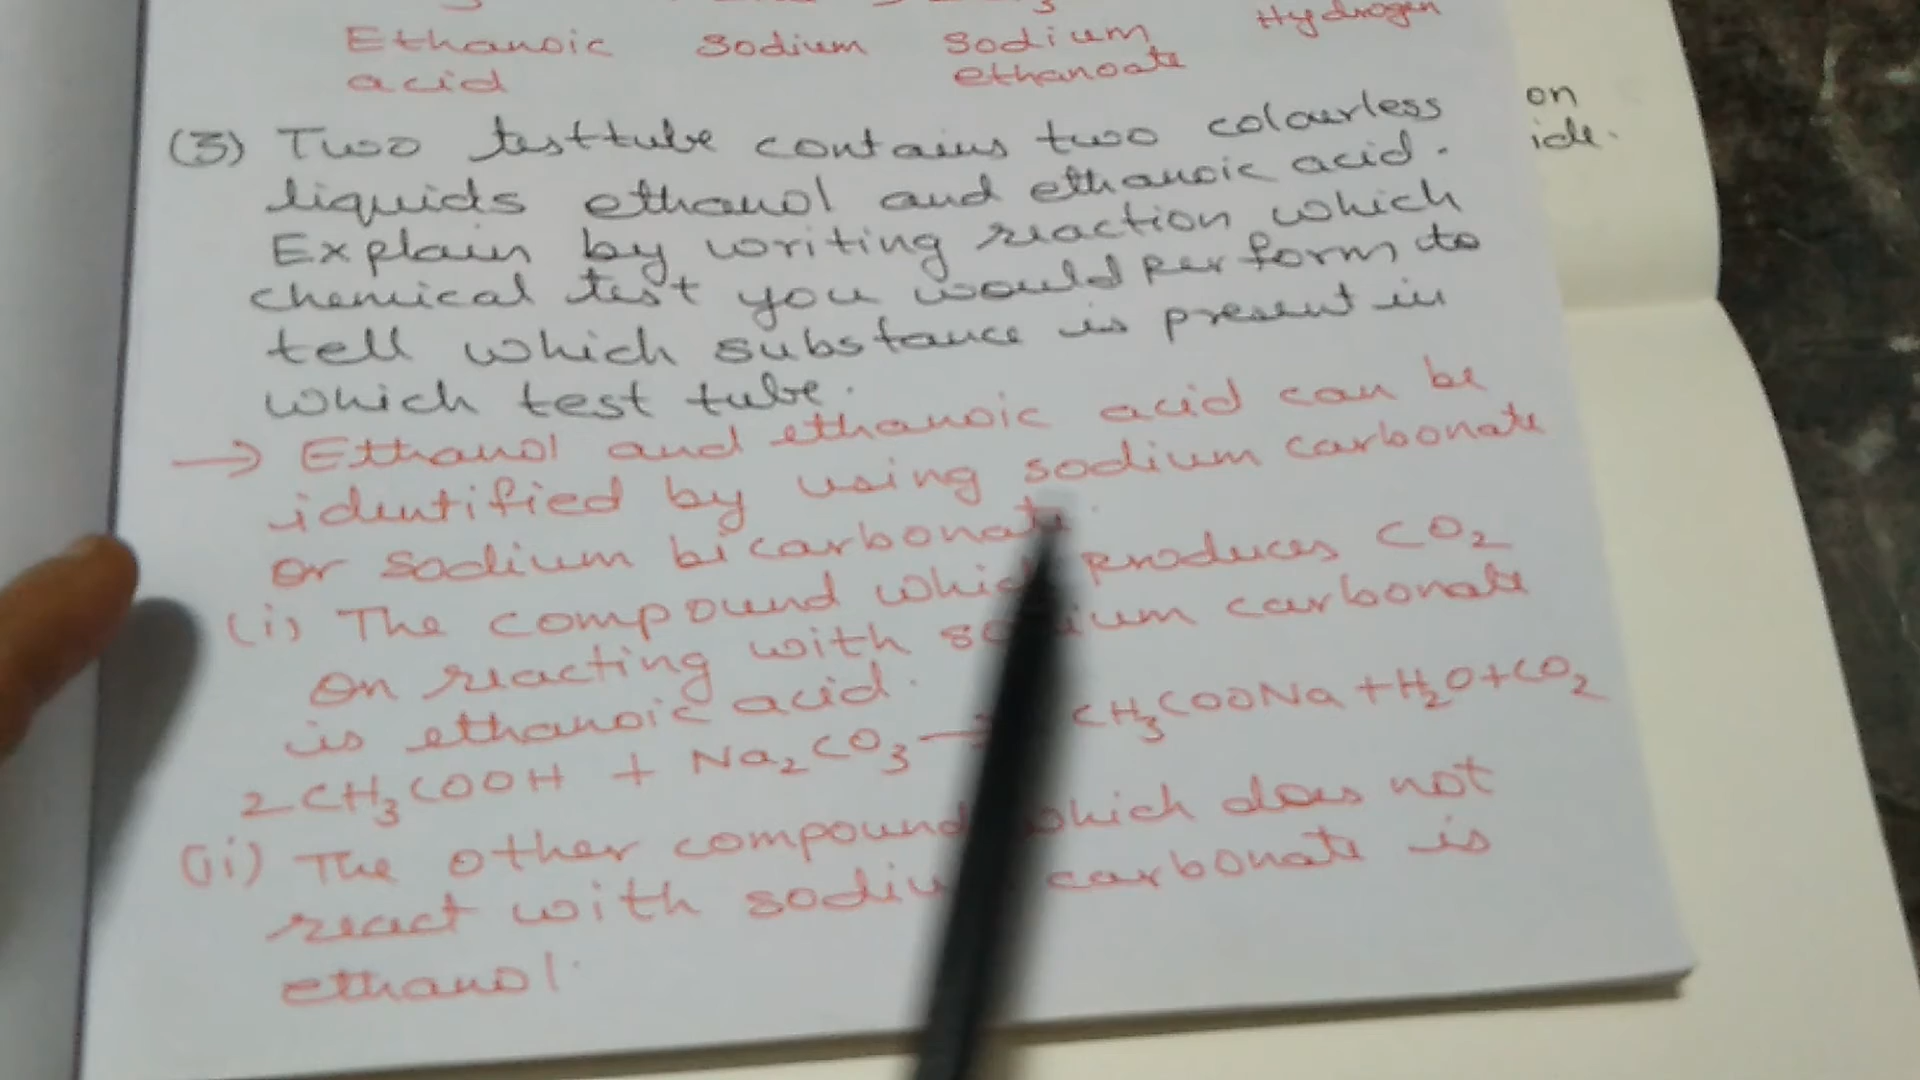 Ethanoic sodium sodium Hydrogen
acid ethanoate
on
ide.
(3) Two testtube contains two colourless
liquids ethanol and ethanoic acid.
Explain by writing reaction which
chemical test you would perform to
tell which substance is present in
which test tube.
→ Ethanol and ethanoic acid can be
identified by using sodium carbonate
or sodium bicarbonate.
(i) The compound which produces CO2
on reacting with sodium carbonate
is ethanoic acid.
2CH3COOH + Na2CO3 → CH3COONa + H2O + CO2
(ii) The other compound which does not
react with sodium carbonate is
ethanol.